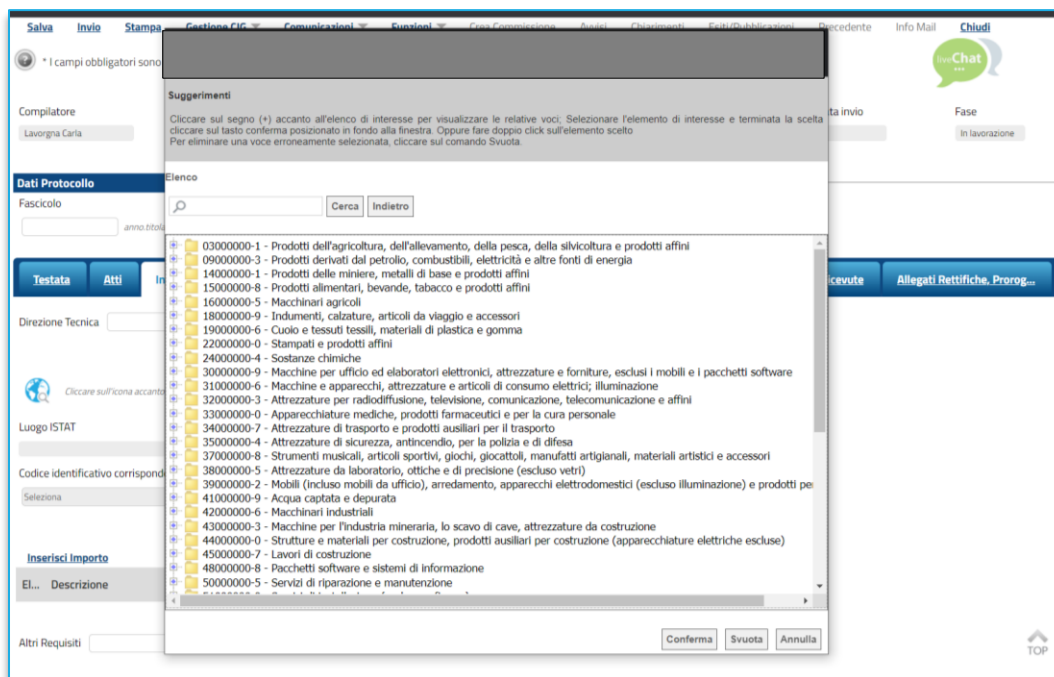 Salva Invio Stampa Gestione CIG Comunicazioni Funzioni Crea Commissione Avvisi Chiarimenti Esiti/Pubblicazioni Precedente Info Mail Chiudi
* I campi obbligatori sono
liveChat
Suggerimenti
Cliccare sul segno (+) accanto all'elenco di interesse per visualizzare le relative voci; Selezionare l'elemento di interesse e terminata la scelta
cliccare sul tasto conferma posizionato in fondo alla finestra. Oppure fare doppio click sull'elemento scelto
Per eliminare una voce erroneamente selezionata, cliccare sul comando Svuota.
Compilatore ta invio Fase
Lavorgna Carla In lavorazione
Elenco
Dati Protocollo
Fascicolo
Cerca Indietro
anno.titola
03000000-1 - Prodotti dell'agricoltura, dell'allevamento, della pesca, della silvicoltura e prodotti affini
09000000-3 - Prodotti derivati dal petrolio, combustibili, elettricità e altre fonti di energia
14000000-1 - Prodotti delle miniere, metalli di base e prodotti affini
15000000-8 - Prodotti alimentari, bevande, tabacco e prodotti affini
16000000-5 - Macchinari agricoli
18000000-9 - Indumenti, calzature, articoli da viaggio e accessori
19000000-6 - Cuoio e tessuti tessili, materiali di plastica e gomma
22000000-0 - Stampati e prodotti affini
24000000-4 - Sostanze chimiche
30000000-9 - Macchine per ufficio ed elaboratori elettronici, attrezzature e forniture, esclusi i mobili e i pacchetti software
31000000-6 - Macchine e apparecchi, attrezzature e articoli di consumo elettrici; illuminazione
32000000-3 - Attrezzature per radiodiffusione, televisione, comunicazione, telecomunicazione e affini
33000000-0 - Apparecchiature mediche, prodotti farmaceutici e per la cura personale
34000000-7 - Attrezzature di trasporto e prodotti ausiliari per il trasporto
35000000-4 - Attrezzature di sicurezza, antincendio, per la polizia e di difesa
37000000-8 - Strumenti musicali, articoli sportivi, giochi, giocattoli, manufatti artigianali, materiali artistici e accessori
38000000-5 - Attrezzature da laboratorio, ottiche e di precisione (escluso vetri)
39000000-2 - Mobili (incluso mobili da ufficio), arredamento, apparecchi elettrodomestici (escluso illuminazione) e prodotti pe
41000000-9 - Acqua captata e depurata
42000000-6 - Macchinari industriali
43000000-3 - Macchine per l'industria mineraria, lo scavo di cave, attrezzature da costruzione
44000000-0 - Strutture e materiali per costruzione, prodotti ausiliari per costruzione (apparecchiature elettriche escluse)
45000000-7 - Lavori di costruzione
48000000-8 - Pacchetti software e sistemi di informazione
50000000-5 - Servizi di riparazione e manutenzione
Testata Atti In icevute Allegati Rettifiche, Prorog...
Direzione Tecnica
Cliccare sull'icona accanto
Luogo ISTAT
Codice identificativo corrispond
Seleziona
Inserisci Importo
El... Descrizione
Altri Requisiti
Conferma Svuota Annulla
TOP